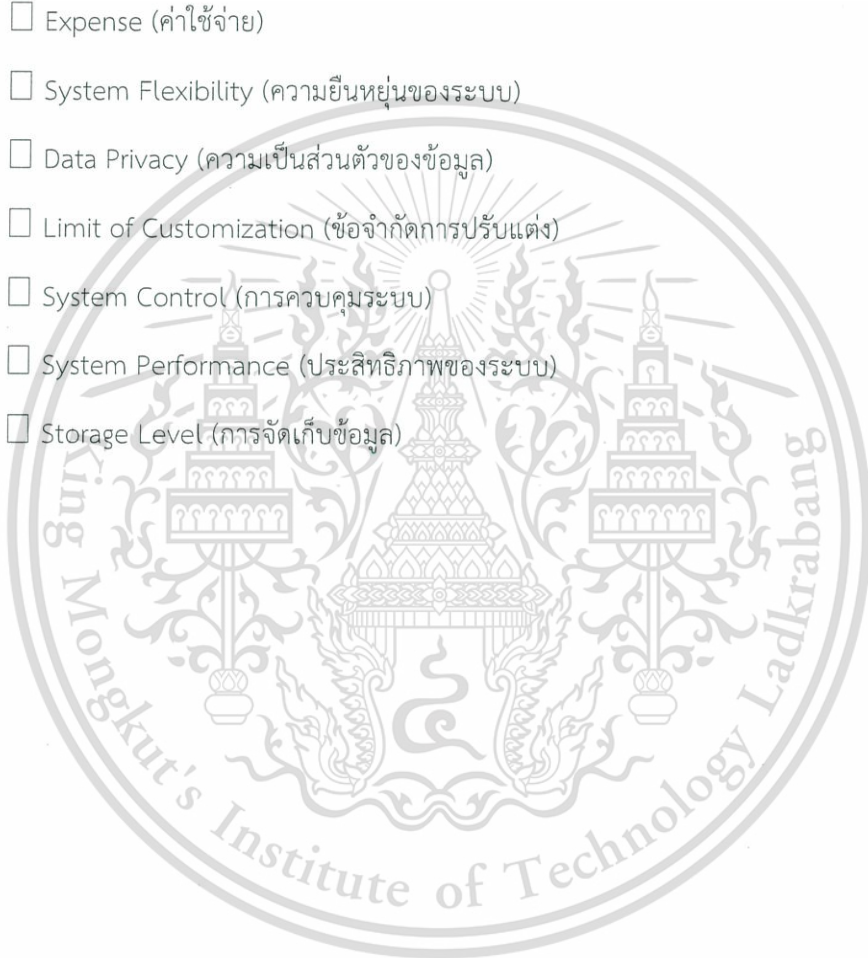 ☐ Expense (ค่าใช้จ่าย)
☐ System Flexibility (ความยืนหยุ่นของระบบ)
☐ Data Privacy (ความเป็นส่วนตัวของข้อมูล)
☐ Limit of Customization (ข้อจำกัดการปรับแต่ง)
☐ System Control (การควบคุมระบบ)
☐ System Performance (ประสิทธิภาพของระบบ)
☐ Storage Level (การจัดเก็บข้อมูล)
King Mongkut's Institute of Technology Ladkrabang